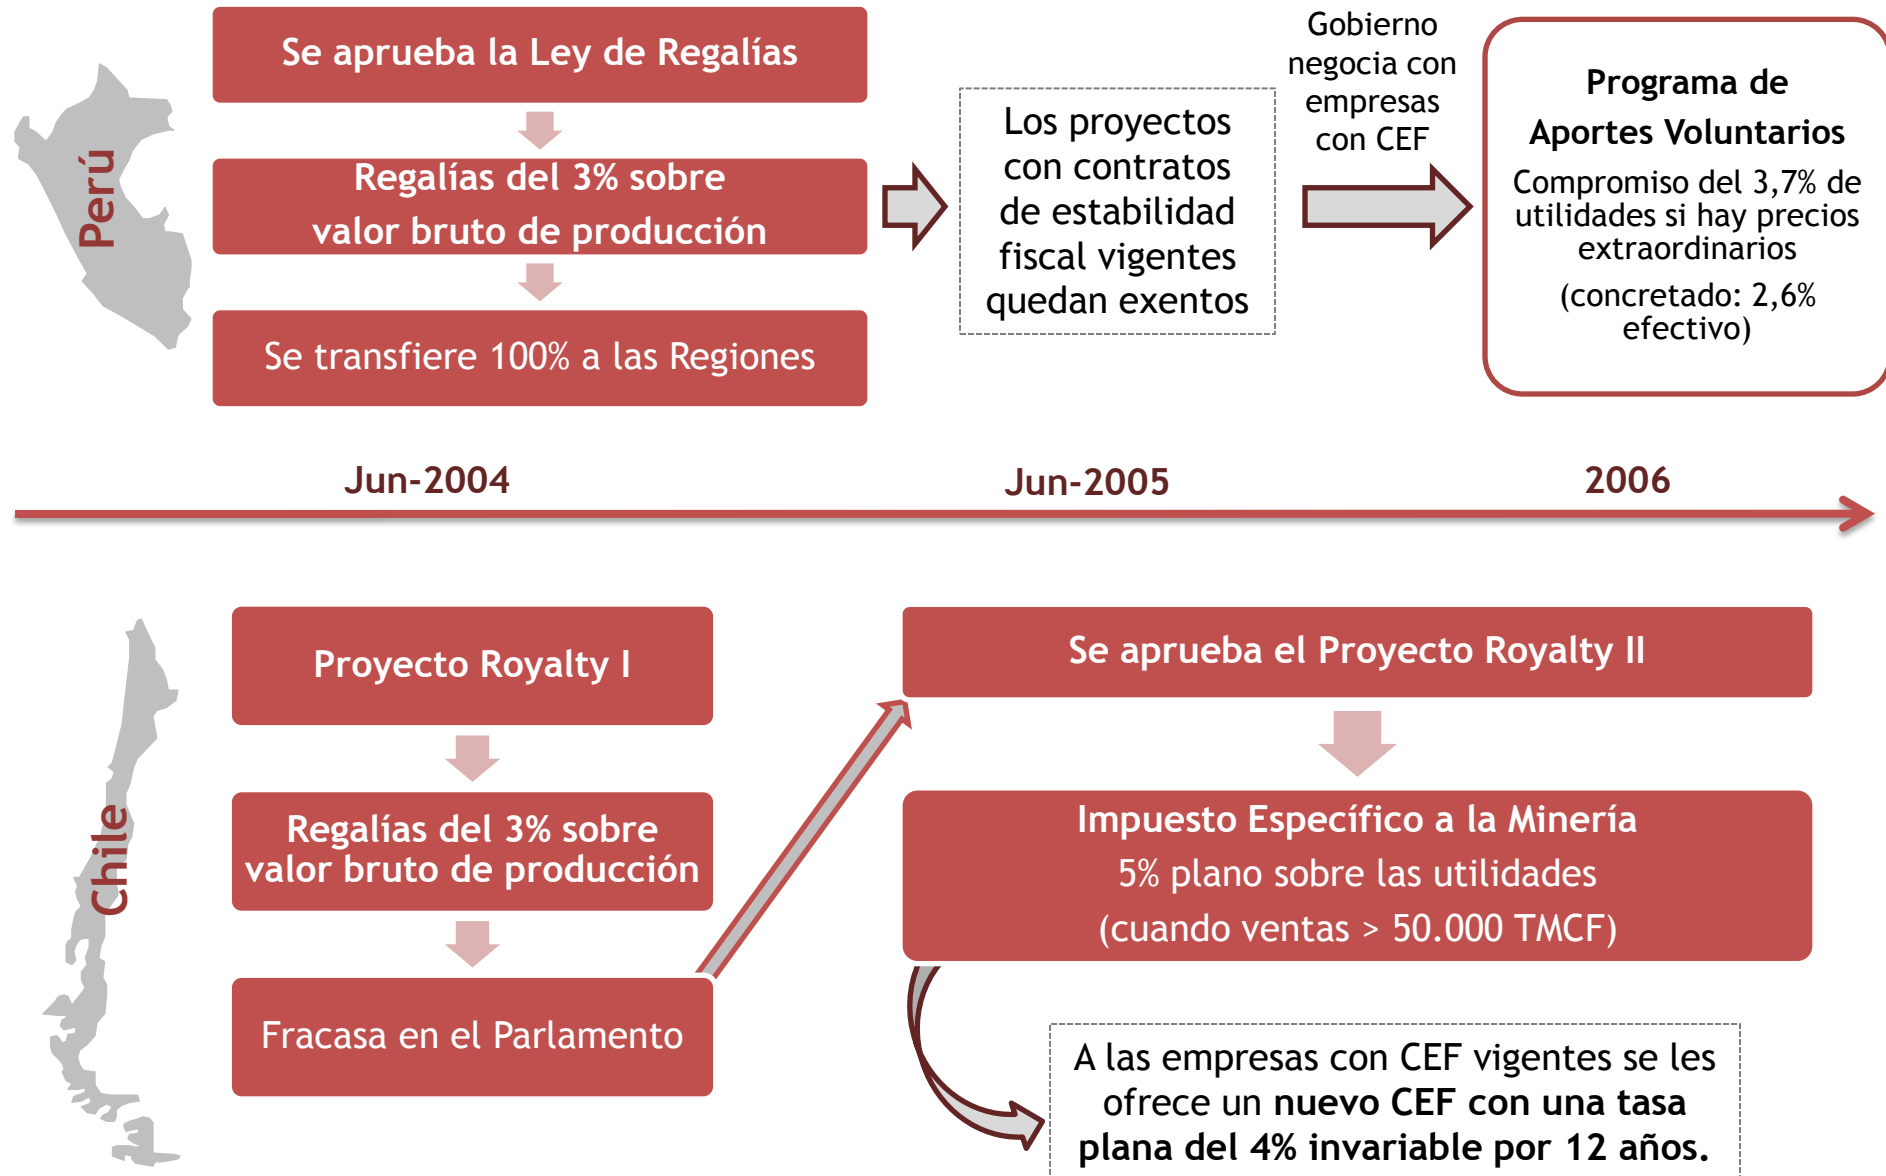 Perú
Se aprueba la Ley de Regalías
Regalías del 3% sobre
valor bruto de producción
Se transfiere 100% a las Regiones
Los proyectos
con contratos
de estabilidad
fiscal vigentes
quedan exentos
Gobierno
negocia con
empresas
con CEF
Programa de
Aportes Voluntarios
Compromiso del 3,7% de
utilidades si hay precios
extraordinarios
(concretado: 2,6%
efectivo)
Jun-2004
Jun-2005
2006
Chile
Proyecto Royalty I
Regalías del 3% sobre
valor bruto de producción
Fracasa en el Parlamento
Se aprueba el Proyecto Royalty II
Impuesto Específico a la Minería
5% plano sobre las utilidades
(cuando ventas > 50.000 TMCF)
A las empresas con CEF vigentes se les
ofrece un nuevo CEF con una tasa
plana del 4% invariable por 12 años.